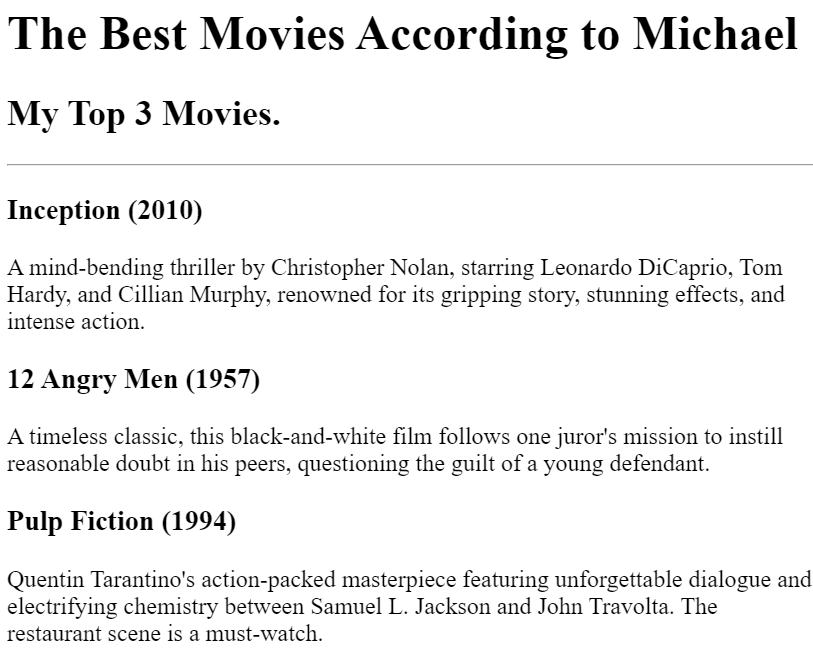 The Best Movies According to Michael
My Top 3 Movies.
Inception (2010)
A mind-bending thriller by Christopher Nolan, starring Leonardo DiCaprio, Tom
Hardy, and Cillian Murphy, renowned for its gripping story, stunning effects, and
intense action.
12 Angry Men (1957)
A timeless classic, this black-and-white film follows one juror's mission to instill
reasonable doubt in his peers, questioning the guilt of a young defendant.
Pulp Fiction (1994)
Quentin Tarantino's action-packed masterpiece featuring unforgettable dialogue and
electrifying chemistry between Samuel L. Jackson and John Travolta. The
restaurant scene is a must-watch.